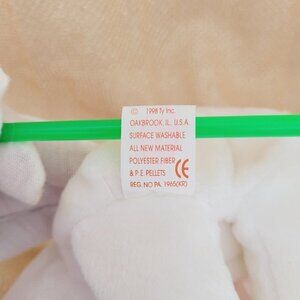 © 1998 Ty Inc.
OAKBROOK, IL. U.S.A.
SURFACE WASHABLE
ALL NEW MATERIAL
POLYESTER FIBER
& P.E. PELLETS CE
REG. NO PA. 1965(KR)